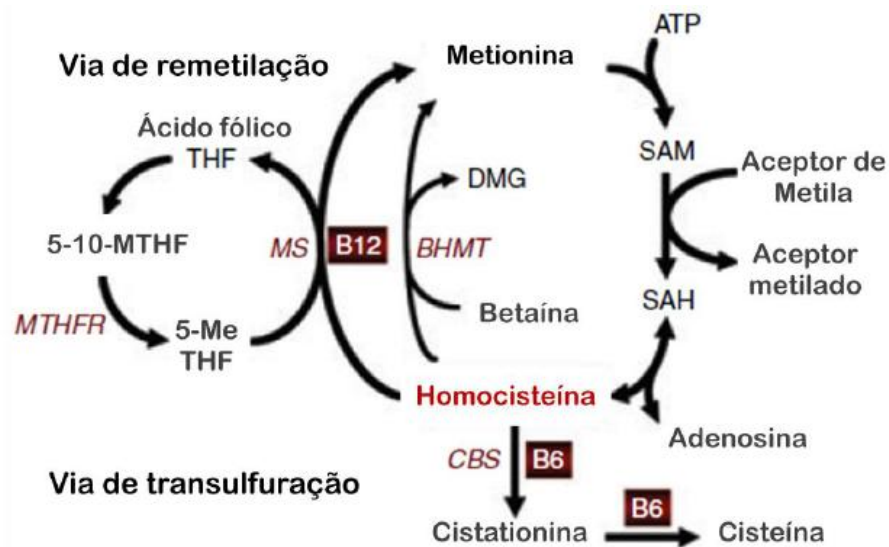 Via de remetilação
Metionina
ATP
Ácido fólico
THF
DMG
SAM
Aceptor de
Metila
5-10-MTHF
MS
B12
BHMT
Aceptor
metilado
MTHFR
5-Me
THF
Betaína
SAH
Homocisteína
Adenosina
CBS
B6
Via de transulfuração
B6
Cistationina
Cisteína